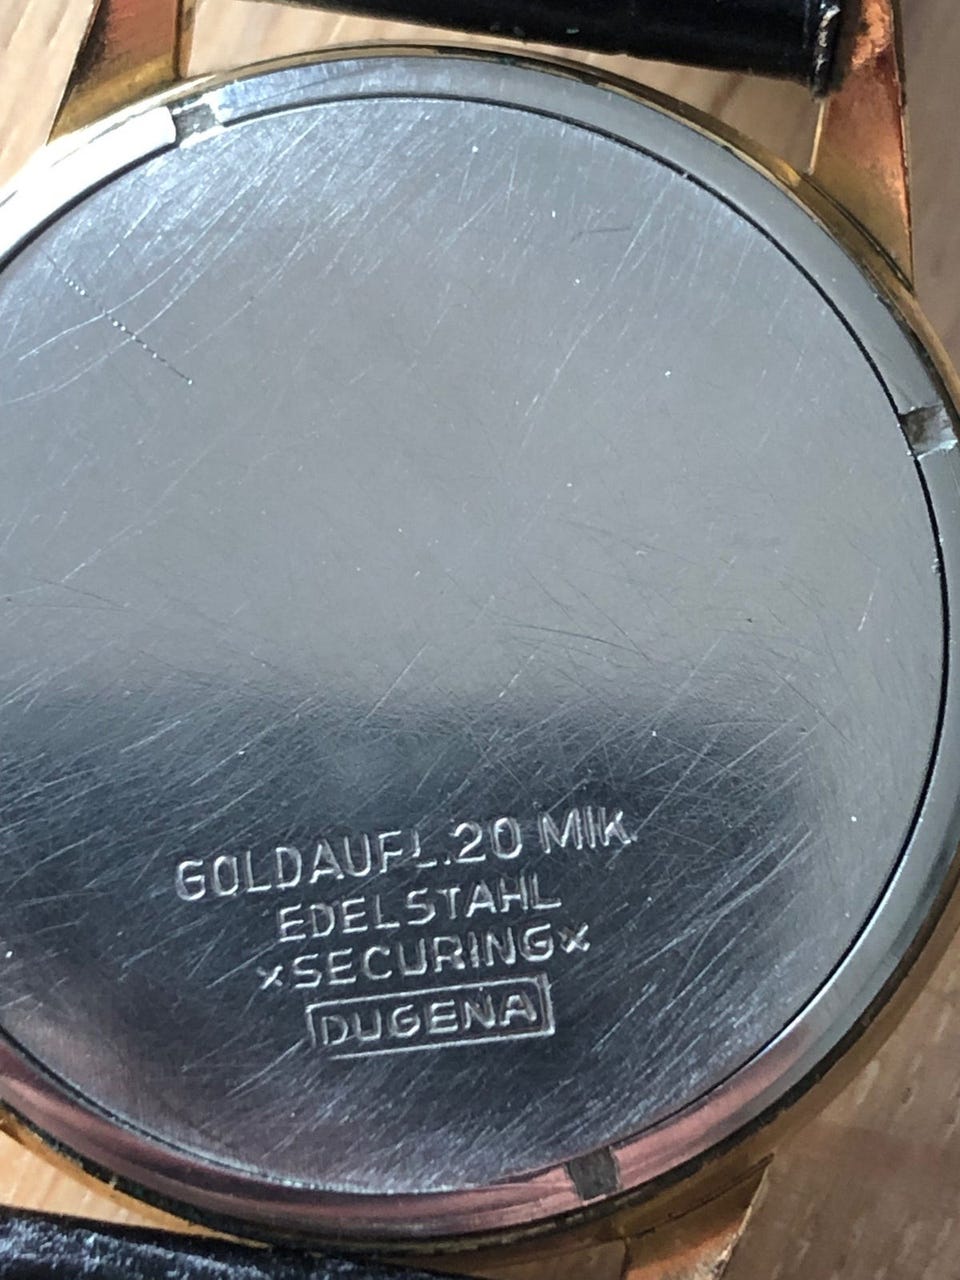 GOLDAUFL.20 MIK.
EDELSTAHL
×SECURING×
DUGENA